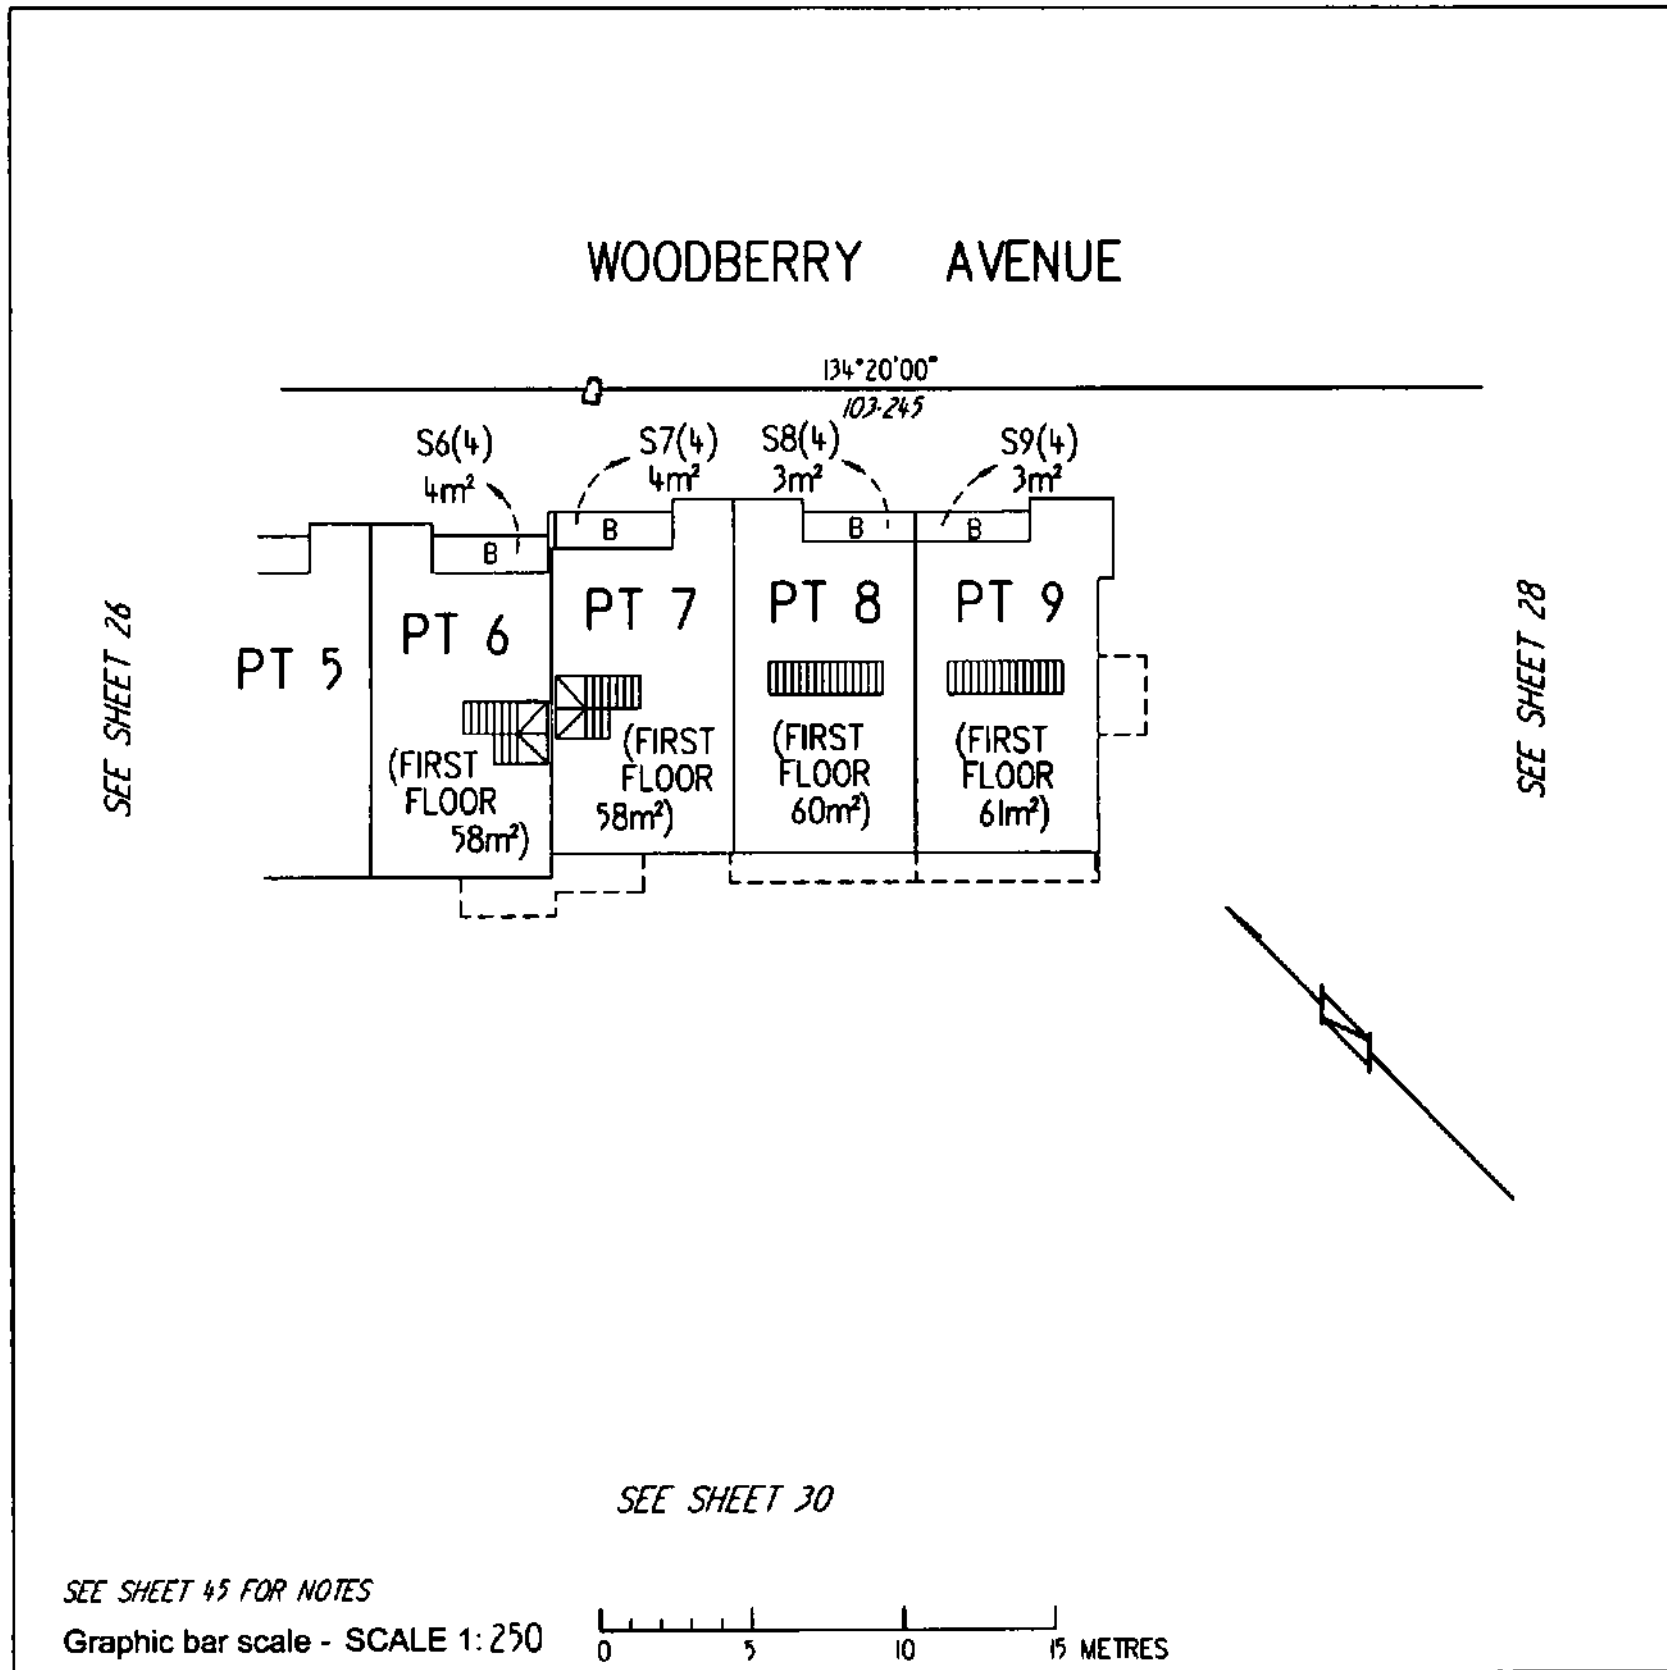 WOODBERRY AVENUE
134°20'00"
103·245
S6(4)
4m²
S7(4)
4m²
S8(4)
3m²
S9(4)
3m²
B
B
B
B
PT 5
PT 6
PT 7
PT 8
PT 9
(FIRST
FLOOR
58m²)
(FIRST
FLOOR
58m²)
(FIRST
FLOOR
60m²)
(FIRST
FLOOR
61m²)
SEE SHEET 26
SEE SHEET 28
N
SEE SHEET 30
SEE SHEET 45 FOR NOTES
Graphic bar scale - SCALE 1:250
0 5 10 15 METRES